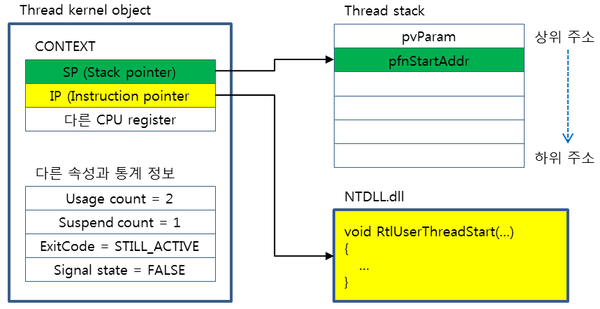 Thread kernel object
CONTEXT
SP (Stack pointer)
IP (Instruction pointer
다른 CPU register
다른 속성과 통계 정보
Usage count = 2
Suspend count = 1
ExitCode = STILL_ACTIVE
Signal state = FALSE
Thread stack
pvParam
pfnStartAddr
상위 주소
하위 주소
NTDLL.dll
void RtlUserThreadStart(...)
{
...
}